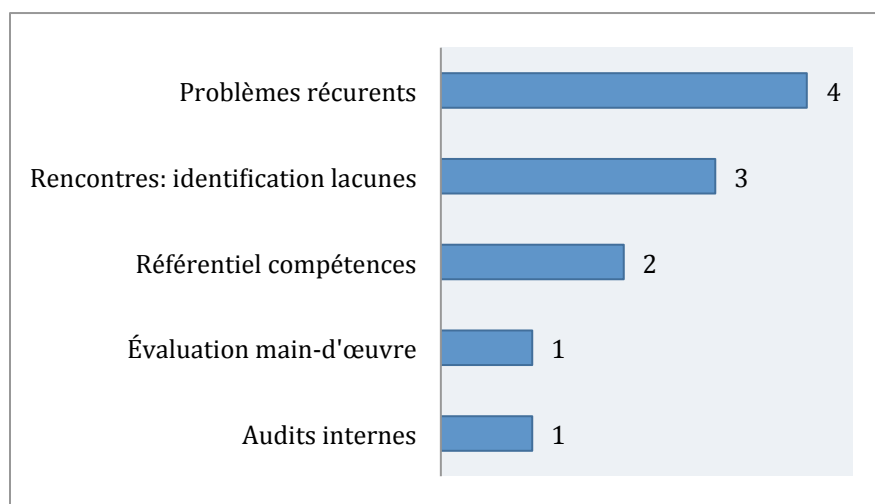 Problèmes récurents 4
Rencontres: identification lacunes 3
Référentiel compétences 2
Évaluation main-d'œuvre 1
Audits internes 1